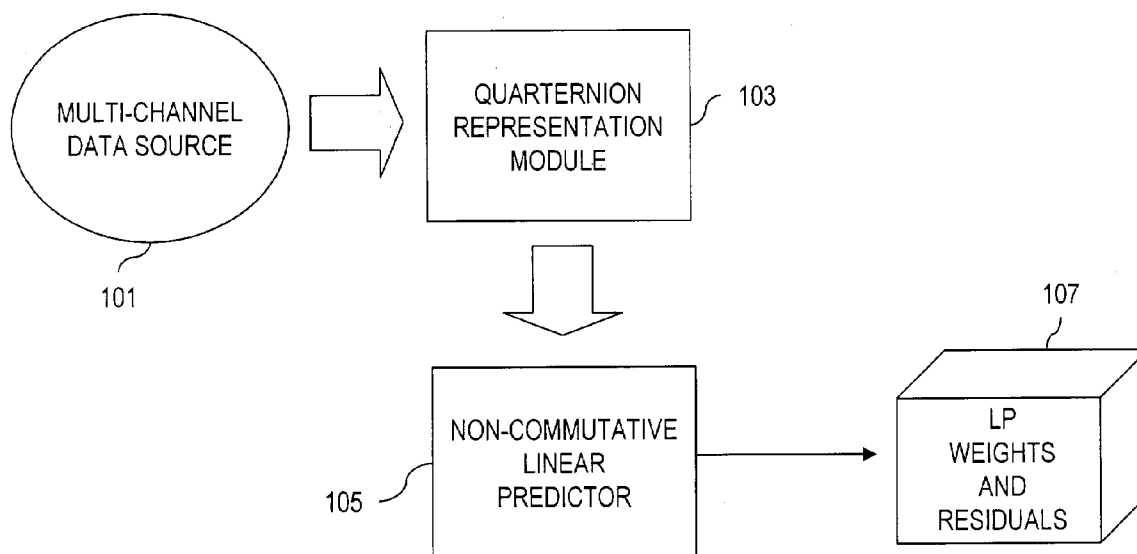 MULTI-CHANNEL
DATA SOURCE
101
QUARTERNION
REPRESENTATION
MODULE
103
NON-COMMUTATIVE
LINEAR
PREDICTOR
105
107
LP
WEIGHTS
AND
RESIDUALS